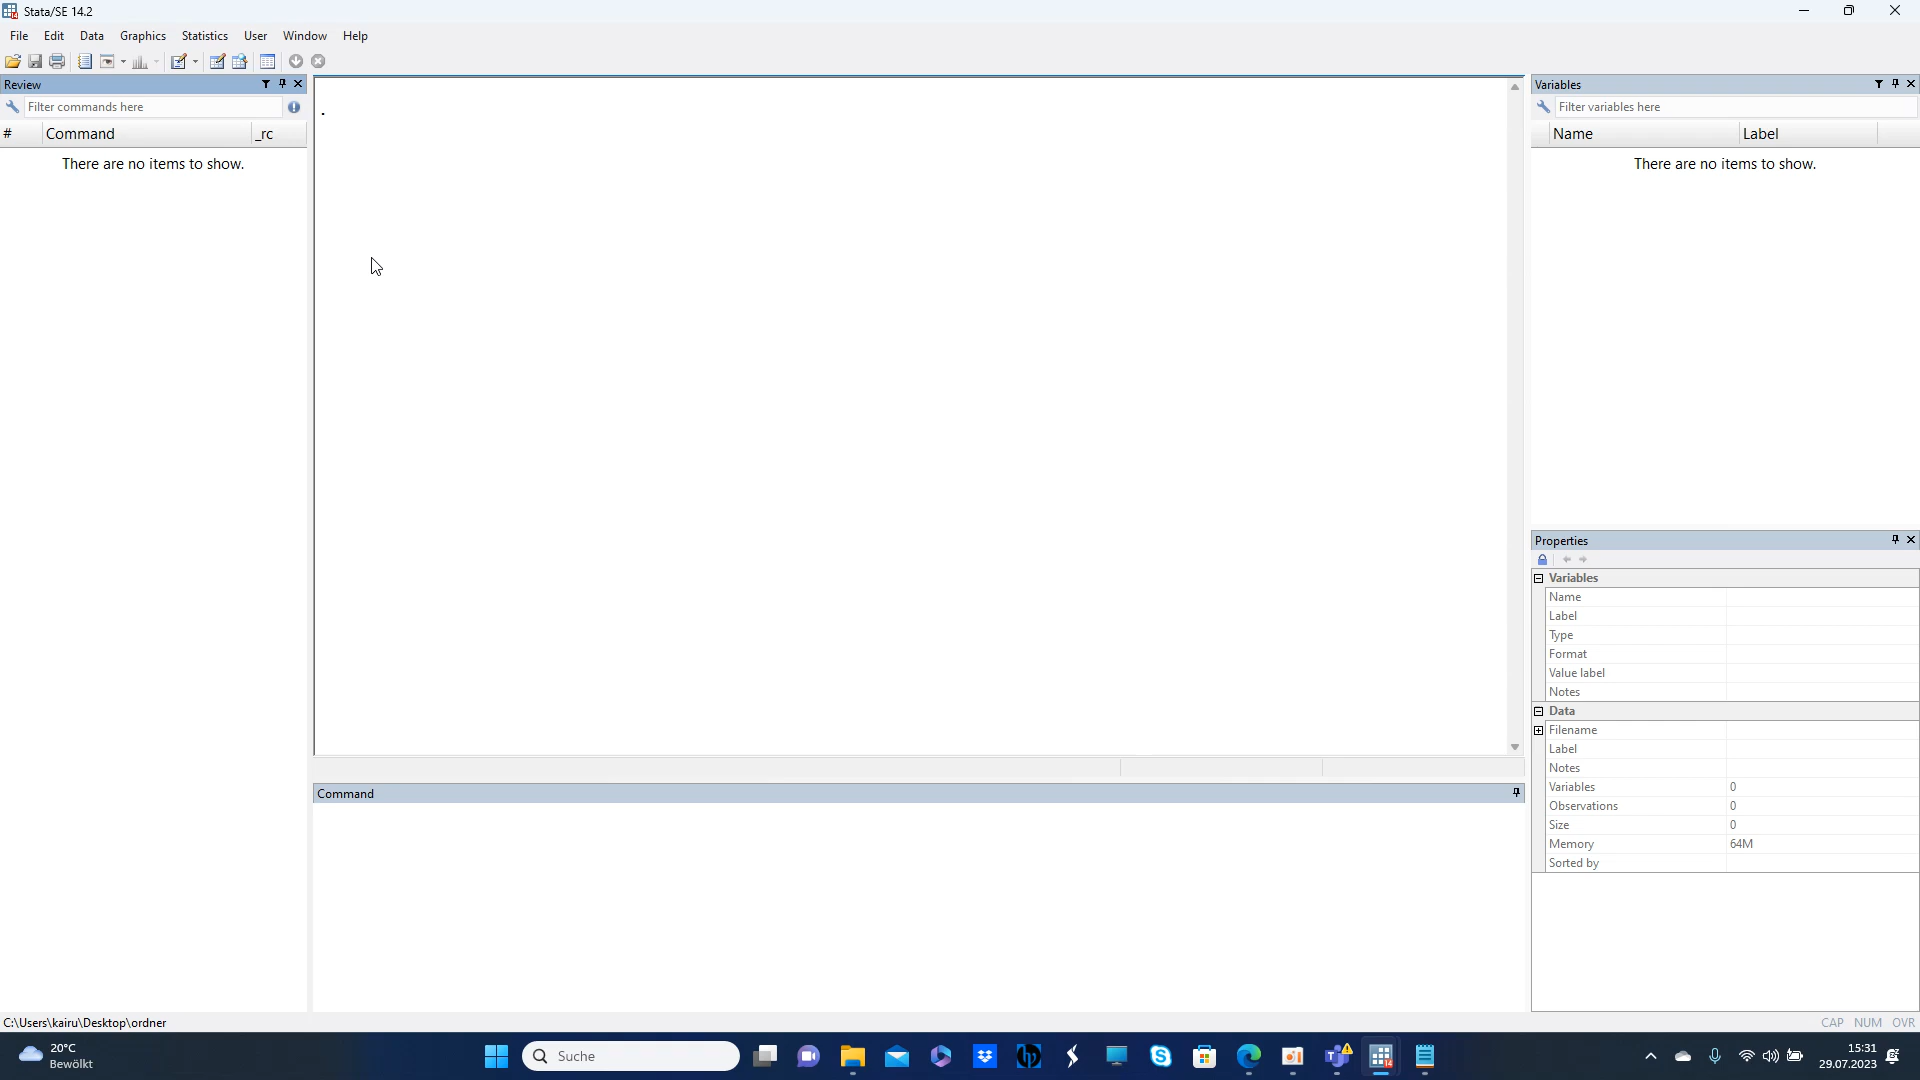 Stata/SE 14.2
File Edit Data Graphics Statistics User Window Help
Review
Filter commands here
# Command _rc
There are no items to show.
.
Command
Variables
Filter variables here
Name Label
There are no items to show.
Properties
Variables
Name
Label
Type
Format
Value label
Notes
Data
Filename
Label
Notes
Variables 0
Observations 0
Size 0
Memory 64M
Sorted by
C:\Users\kairu\Desktop\ordner
CAP NUM OVR
20°C
Bewölkt
Suche
15:31
29.07.2023